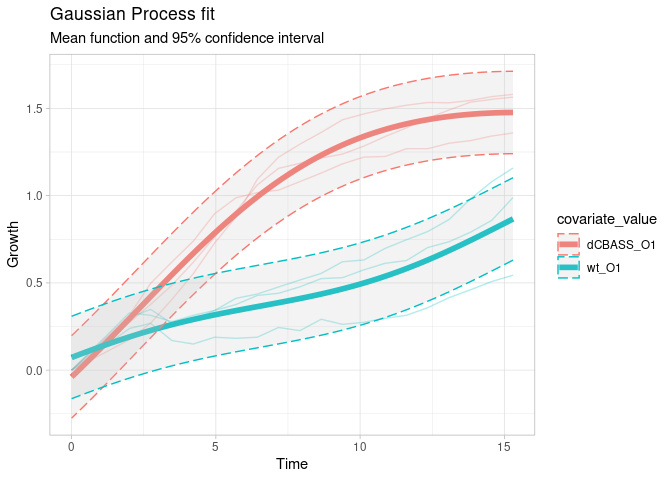 Gaussian Process fit
Mean function and 95% confidence interval
1.5
1.0
0.5
0.0
Growth
0
5
10
15
Time
covariate_value
dCBASS_O1
wt_O1